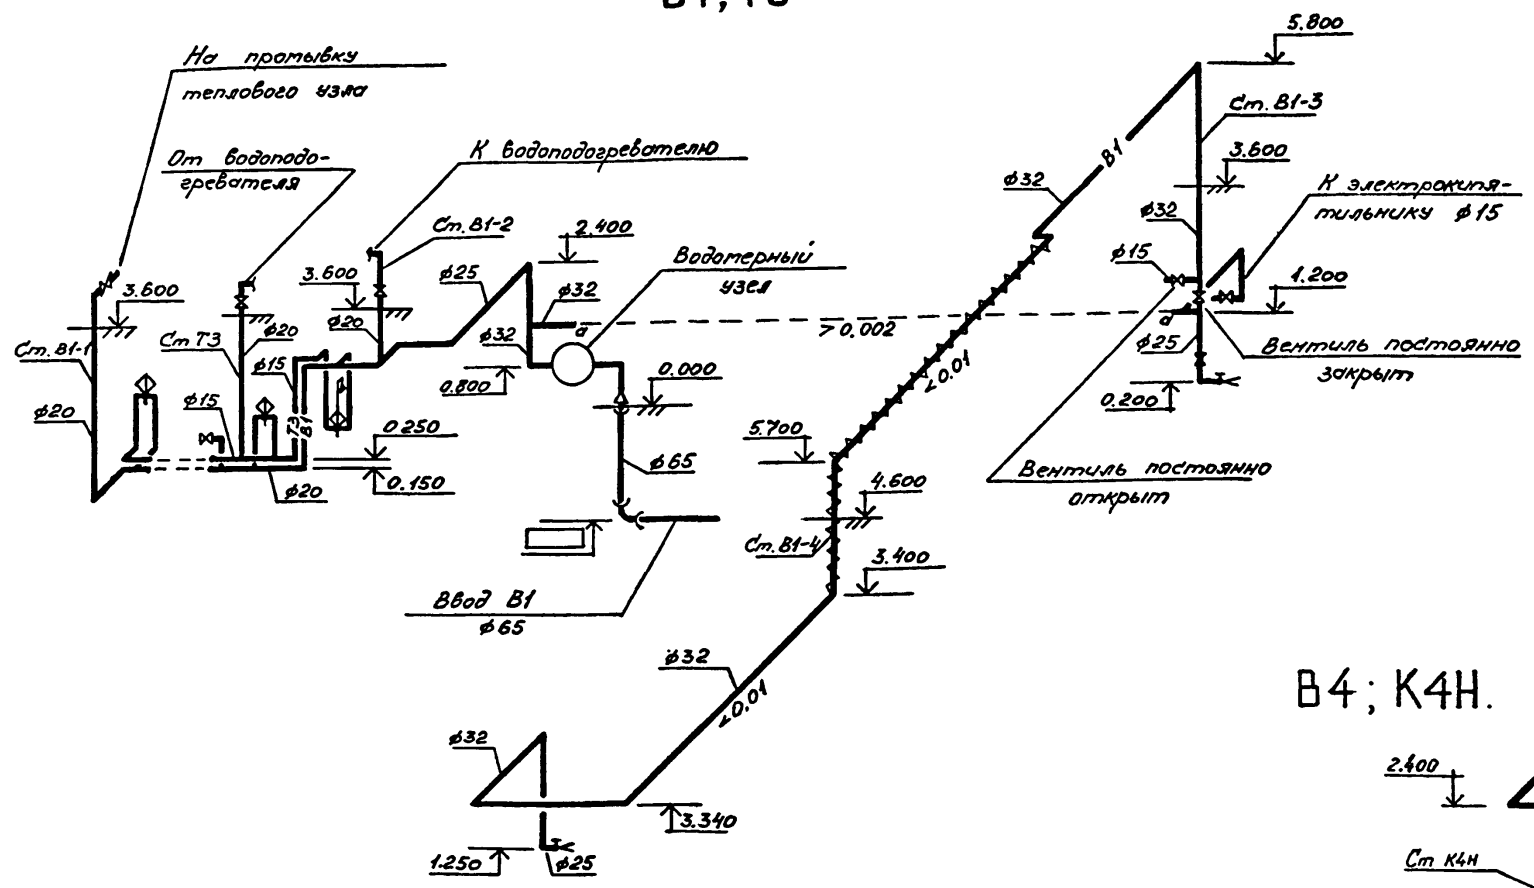 5.800
На промывку
теплового узла
Ст. В1-3
От водоподо-
гревателя
К водоподогревателю
В1
3.600
ф32
К электрокипя-
тильнику ф15
Ст. В1-2
2.400
ф32
Водомерный
узел
ф15
3.600
ф25
1.200
3.600
ф32
а
>0.002
а
Ст. В1-1
Ст Т3
ф20
ф20
ф32
ф25
Вентиль постоянно
закрыт
ф15
0.800
0.000
<0.01
0.200
ф20
ф15
Т3
В1
0.250
5.700
ф65
Вентиль постоянно
открыт
ф20
0.150
4.600
Ст. В1-4
3.400
Ввод В1
ф65
ф32
<0.01
В4; К4Н.
ф32
2.400
3.340
1.250
ф25
Ст К4Н